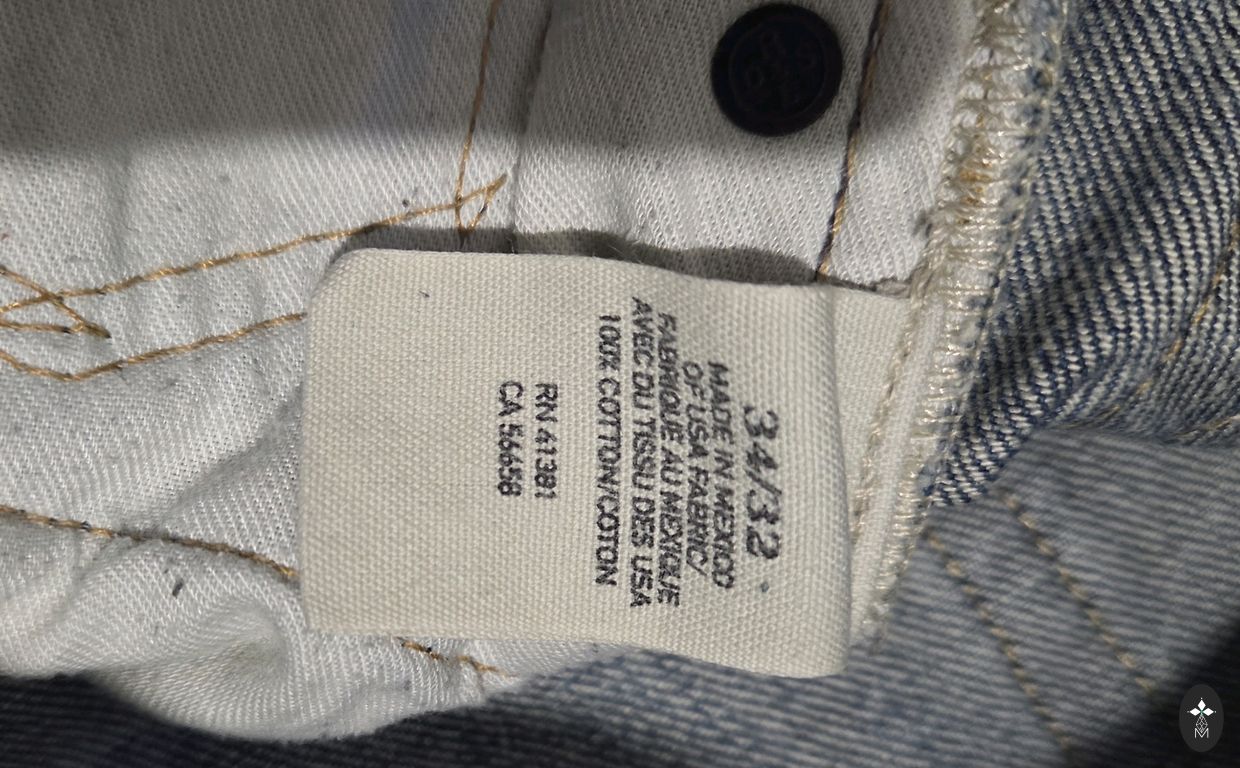 34/32
MADE IN MEXICO
OF USA FABRIC/
FABRIQUE AU MEXIQUE
AVEC DU TISSU DES USA
100% COTTON/COTON
RN 41381
CA 56658
M